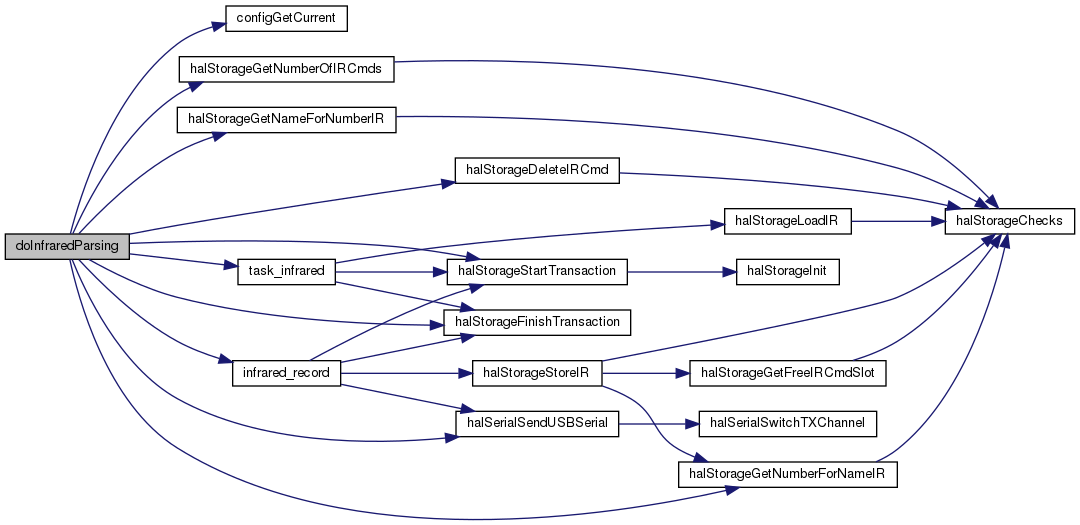 configGetCurrent
halStorageGetNumberOfIRCmds
halStorageGetNameForNumberIR
halStorageDeleteIRCmd
halStorageLoadIR
halStorageChecks
doInfraredParsing
task_infrared
halStorageStartTransaction
halStorageInit
halStorageFinishTransaction
infrared_record
halStorageStoreIR
halStorageGetFreeIRCmdSlot
halSerialSendUSBSerial
halSerialSwitchTXChannel
halStorageGetNumberForNameIR